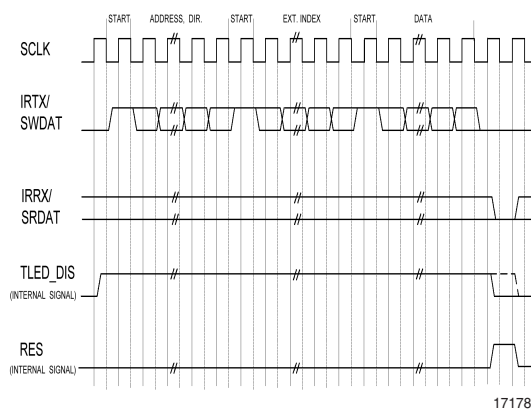 START ADDRESS, DIR. START EXT. INDEX START DATA
SCLK
IRTX/
SWDAT
IRRX/
SRDAT
TLED_DIS
(INTERNAL SIGNAL)
RES
(INTERNAL SIGNAL)
17178